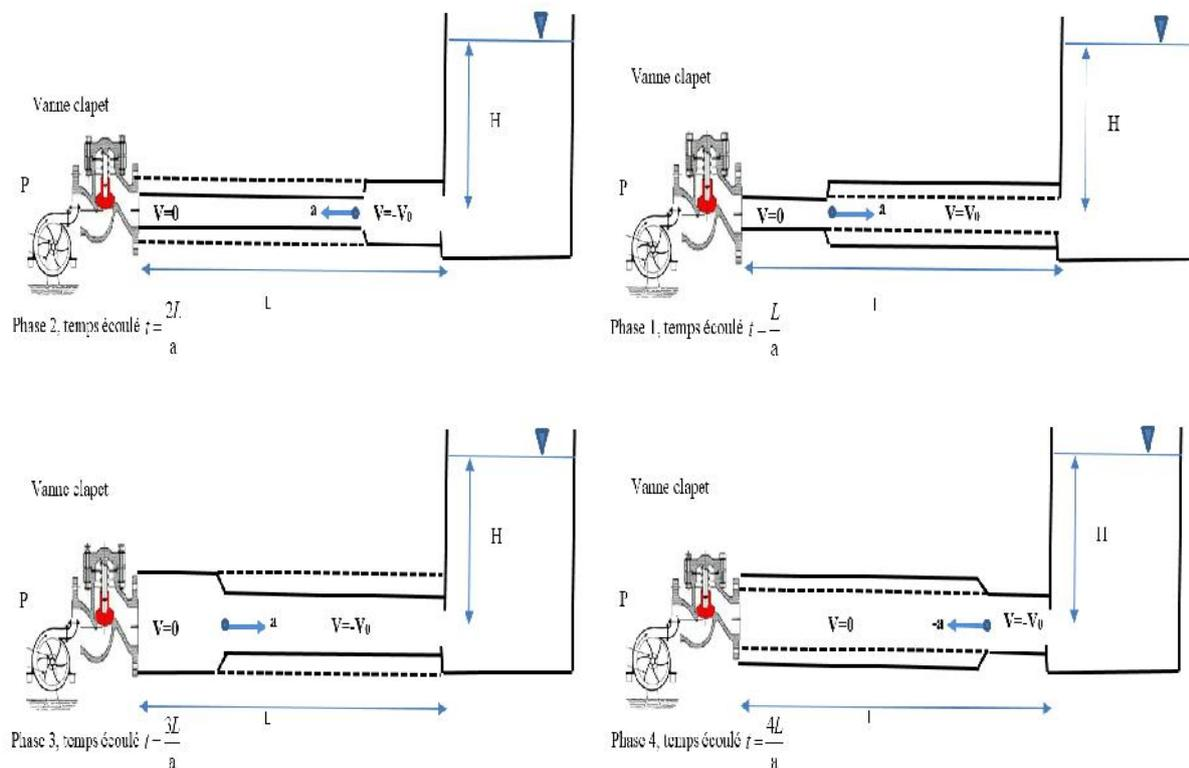 Vanne clapet
H
P
V=0
a
V=-V₀
L
Phase 2, temps écoulé t = 2L/a
Vanne clapet
H
P
V=0
a
V=V₀
Phase 1, temps écoulé t – L/a
Vanne clapet
H
P
V=0
a
V=-V₀
L
Phase 3, temps écoulé t – 3L/a
Vanne clapet
H
P
V=0
-a
V=-V₀
Phase 4, temps écoulé t = 4L/a